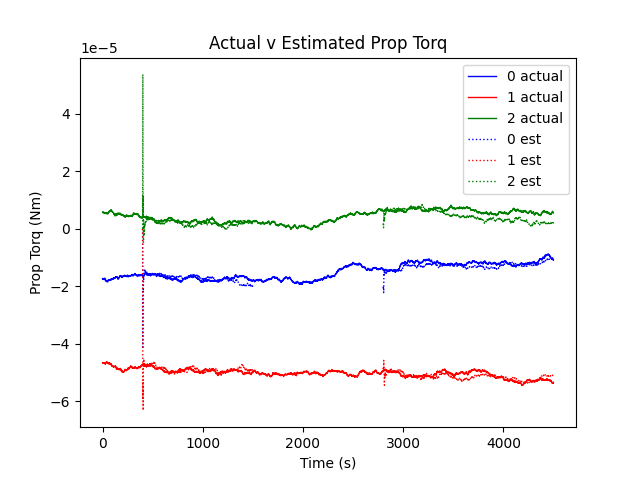 Actual v Estimated Prop Torq
1e−5
0 actual
1 actual
2 actual
0 est
1 est
2 est
4
2
0
−2
−4
−6
Prop Torq (Nm)
0 1000 2000 3000 4000
Time (s)